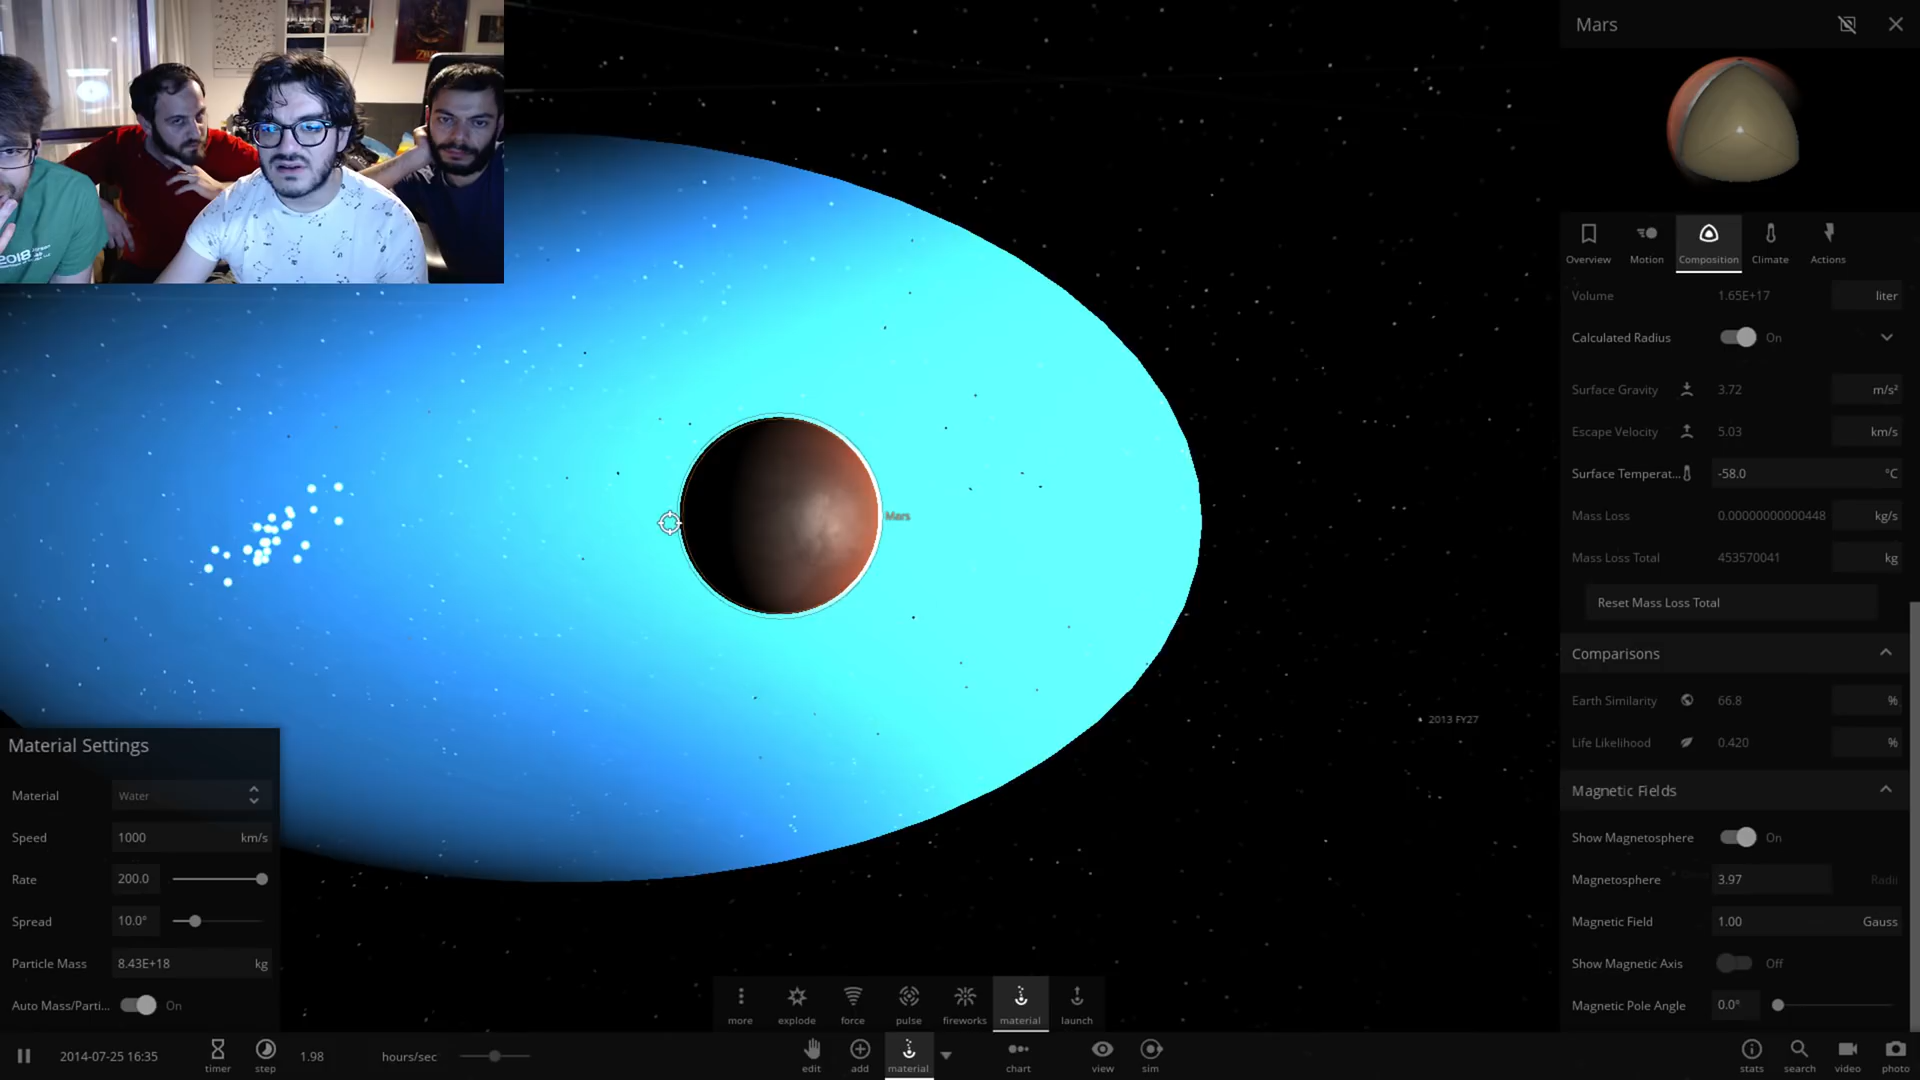 2018
Mars
Overview
Motion
Composition
Climate
Actions
Volume 1.65E+17 liter
Calculated Radius On
Surface Gravity 3.72 m/s²
Escape Velocity 5.03 km/s
Surface Temperat... -58.0 °C
Mass Loss 0.00000000000448 kg/s
Mass Loss Total 453570041 kg
Reset Mass Loss Total
Comparisons
Earth Similarity 66.8 %
Life Likelihood 0.420 %
Magnetic Fields
Show Magnetosphere On
Magnetosphere 3.97 Radii
Magnetic Field 1.00 Gauss
Show Magnetic Axis Off
Magnetic Pole Angle 0.0°
Mars
2013 FY27
Material Settings
Material Water
Speed 1000 km/s
Rate 200.0
Spread 10.0°
Particle Mass 8.43E+18 kg
Auto Mass/Parti... On
more
explode
force
pulse
fireworks
material
launch
2014-07-25 16:35
timer
step
1.98 hours/sec
edit
add
material
chart
view
sim
stats
search
video
photo